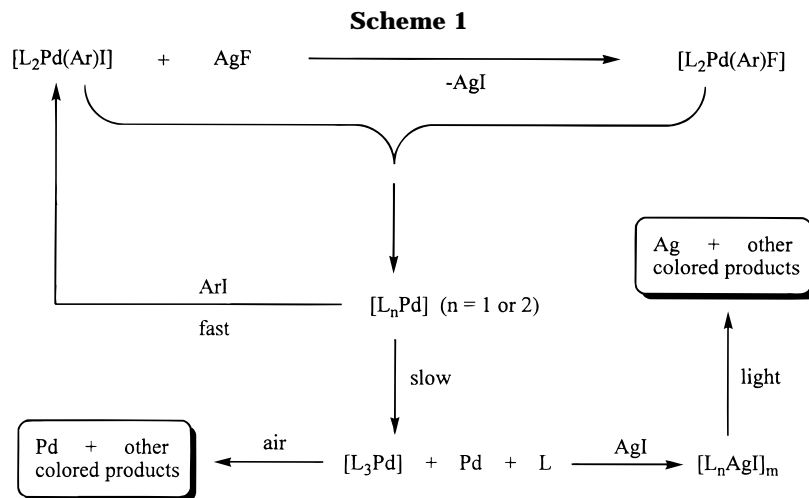 Scheme 1
[L₂Pd(Ar)I] + AgF -AgI [L₂Pd(Ar)F]
Ag + other
colored products
ArI
fast
[LₙPd] (n = 1 or 2)
slow
light
Pd + other
colored products
air
[L₃Pd] + Pd + L
AgI
[LₙAgI]ₘ